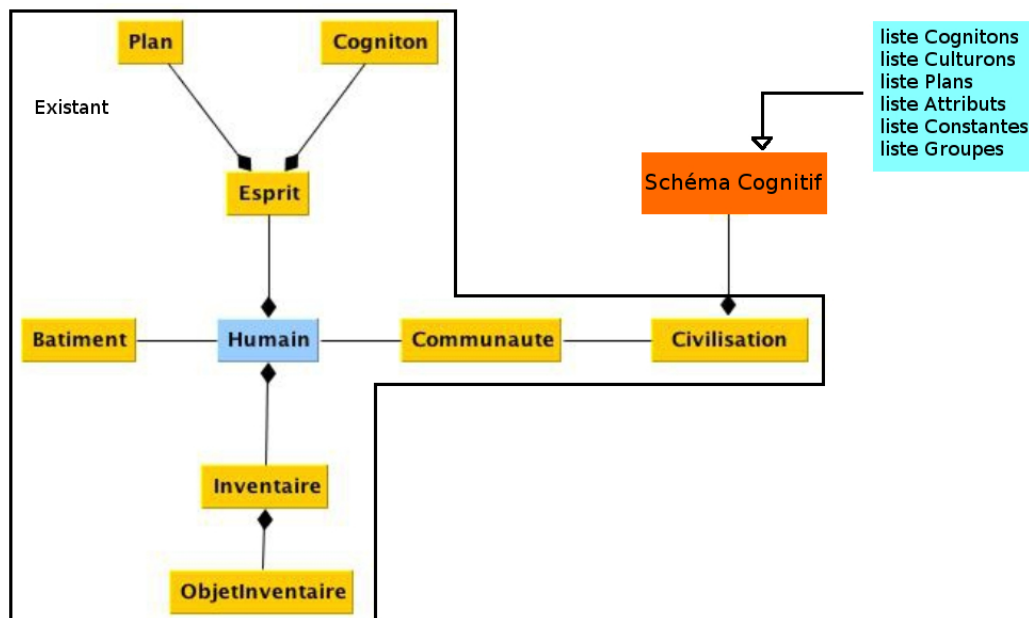 Plan
Cogniton
liste Cognitons
liste Culturons
liste Plans
liste Attributs
liste Constantes
liste Groupes
Existant
Esprit
Schéma Cognitif
Batiment
Humain
Communaute
Civilisation
Inventaire
ObjetInventaire